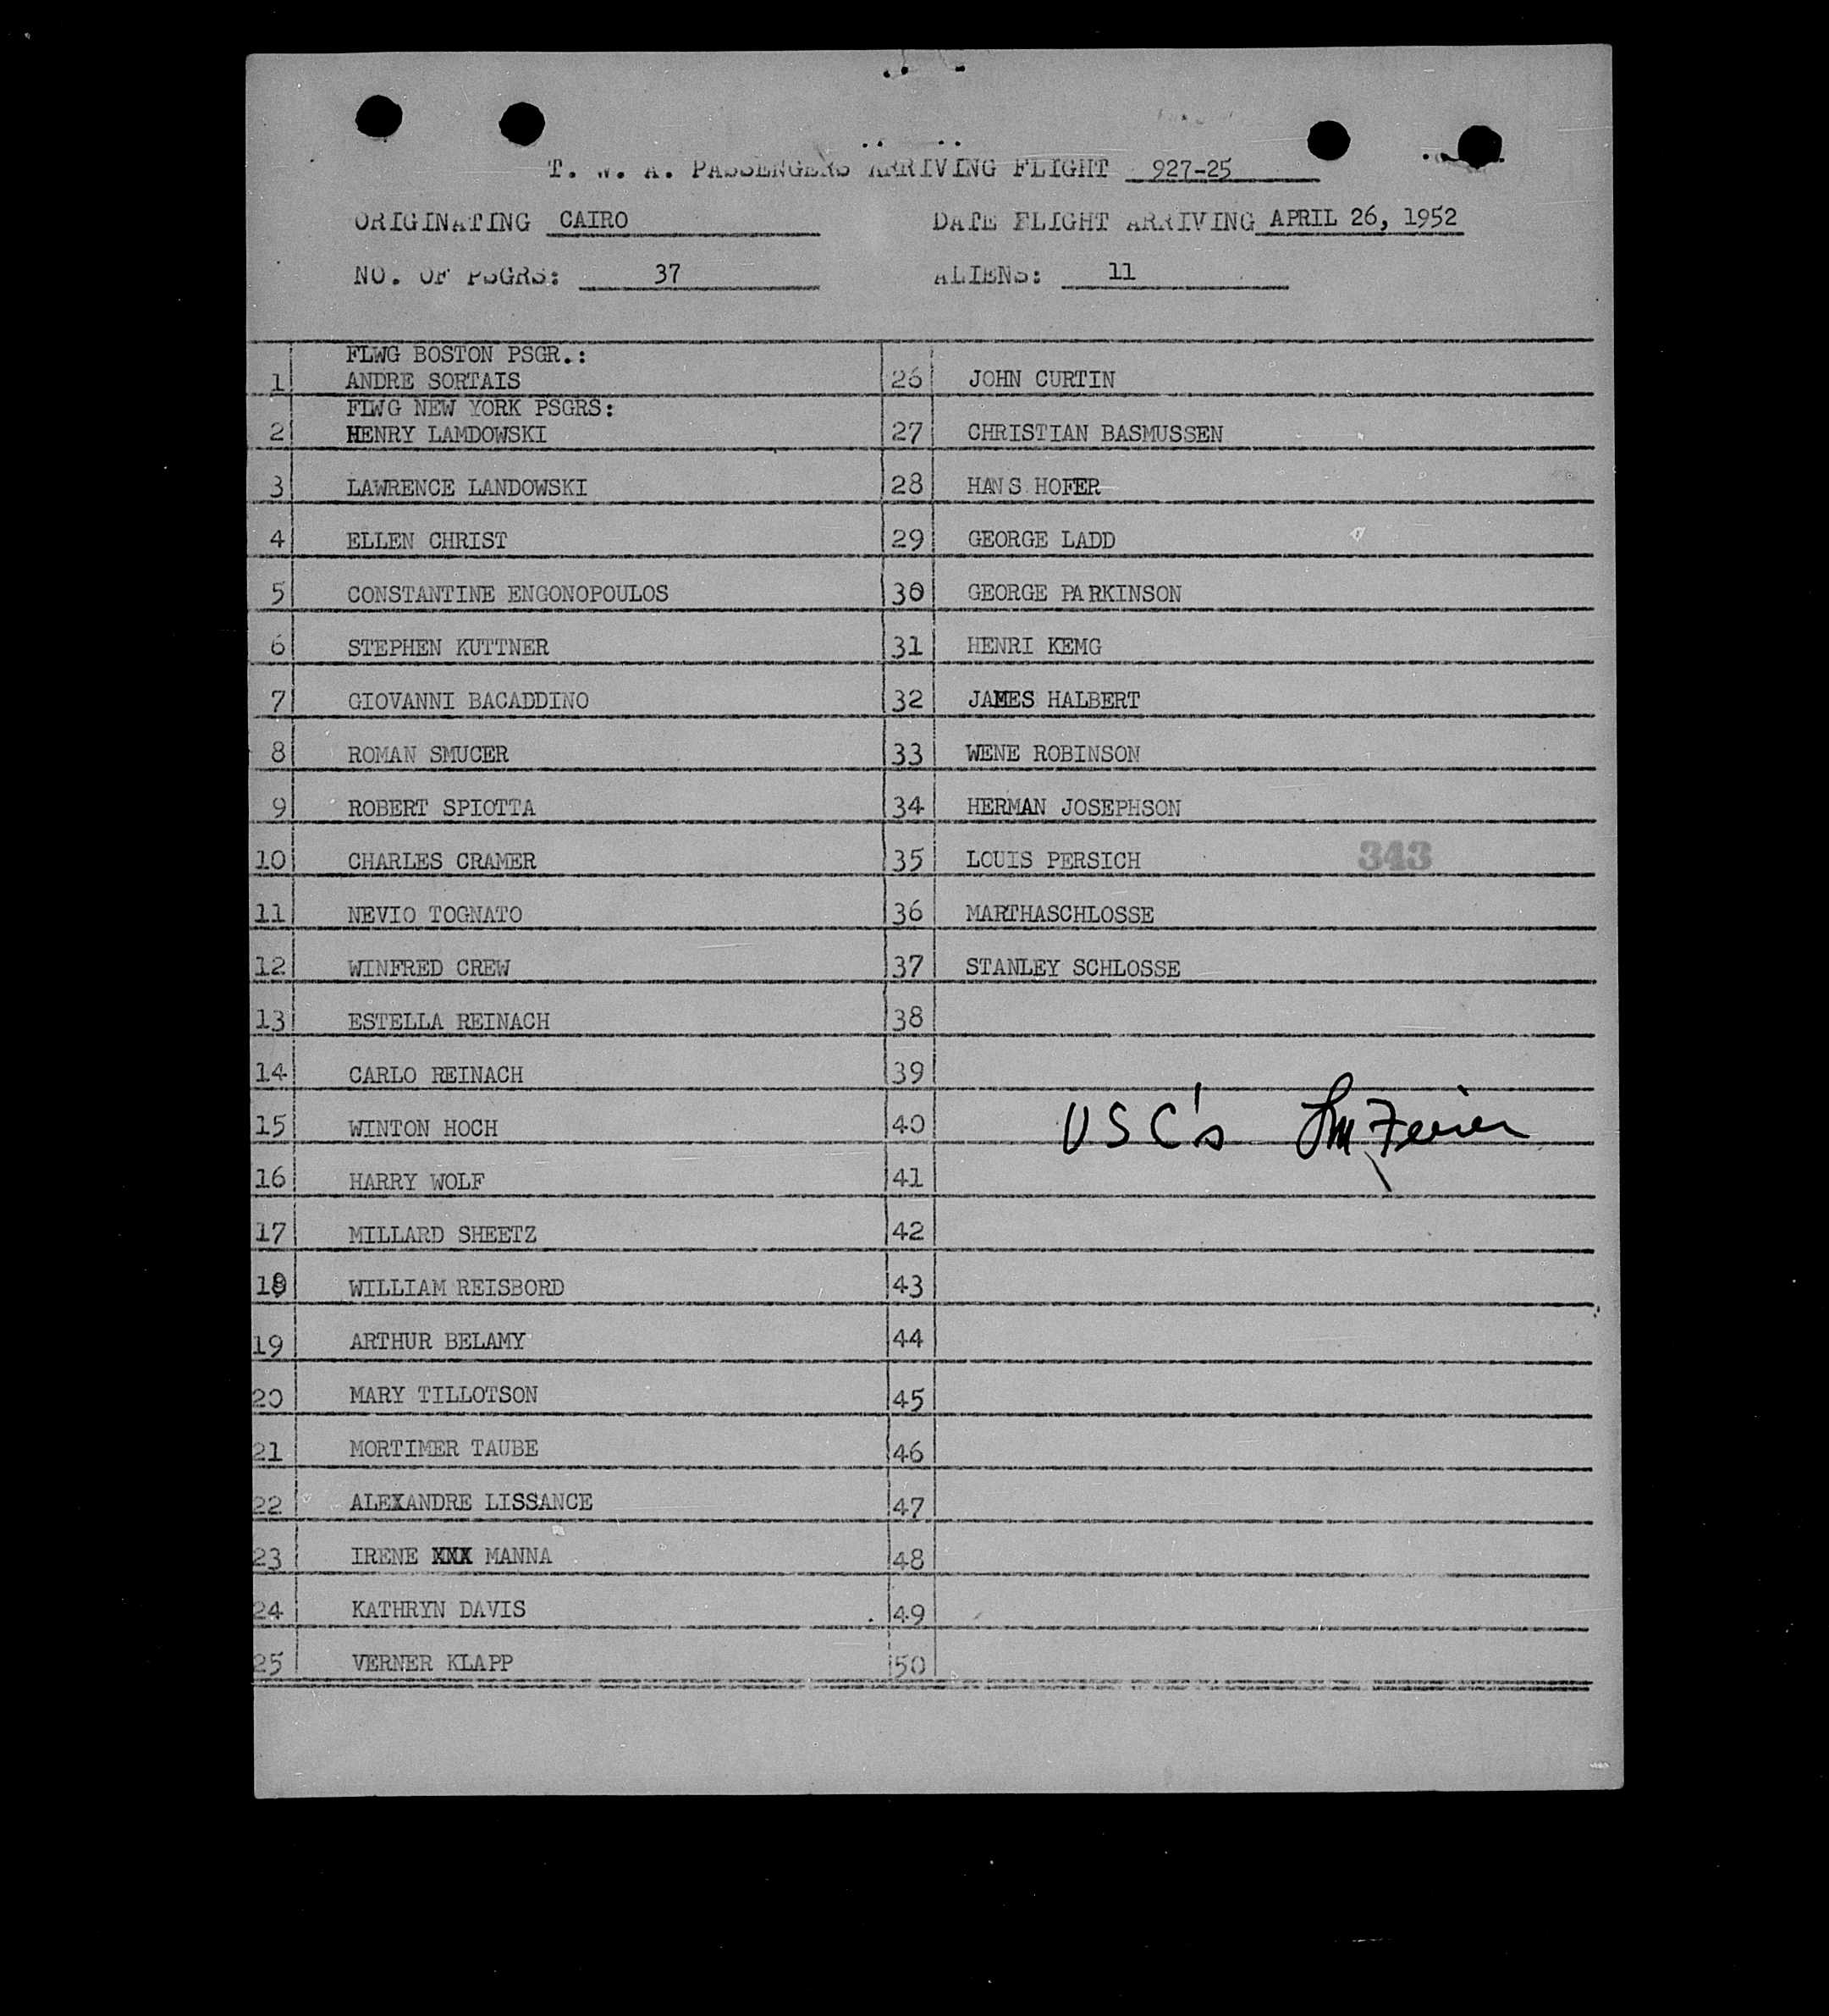 T. W. A. PASSENGERS ARRIVING FLIGHT 927-25
ORIGINATING CAIRO DATE FLIGHT ARRIVING APRIL 26, 1952
NO. OF PSGRS: 37 ALIENS: 11
FLWG BOSTON PSGR.:
1 ANDRE SORTAIS
FLWG NEW YORK PSGRS:
2 HENRY LAMDOWSKI
3 LAWRENCE LANDOWSKI
4 ELLEN CHRIST
5 CONSTANTINE ENGONOPOULOS
6 STEPHEN KUTTNER
7 GIOVANNI BACADDINO
8 ROMAN SMUCER
9 ROBERT SPIOTTA
10 CHARLES CRAMER
11 NEVIO TOGNATO
12 WINFRED CREW
13 ESTELLA REINACH
14 CARLO REINACH
15 WINTON HOCH
16 HARRY WOLF
17 MILLARD SHEETZ
18 WILLIAM REISBORD
19 ARTHUR BELAMY
20 MARY TILLOTSON
21 MORTIMER TAUBE
22 ALEXANDRE LISSANCE
23 IRENE XXX MANNA
24 KATHRYN DAVIS
25 VERNER KLAPP
26 JOHN CURTIN
27 CHRISTIAN BASMUSSEN
28 HANS HOFER
29 GEORGE LADD
30 GEORGE PARKINSON
31 HENRI KEMG
32 JAMES HALBERT
33 WENE ROBINSON
34 HERMAN JOSEPHSON
35 LOUIS PERSICH 343
36 MARTHASCHLOSSE
37 STANLEY SCHLOSSE
38
39
40 USC's
41
42
43
44
45
46
47
48
49
50